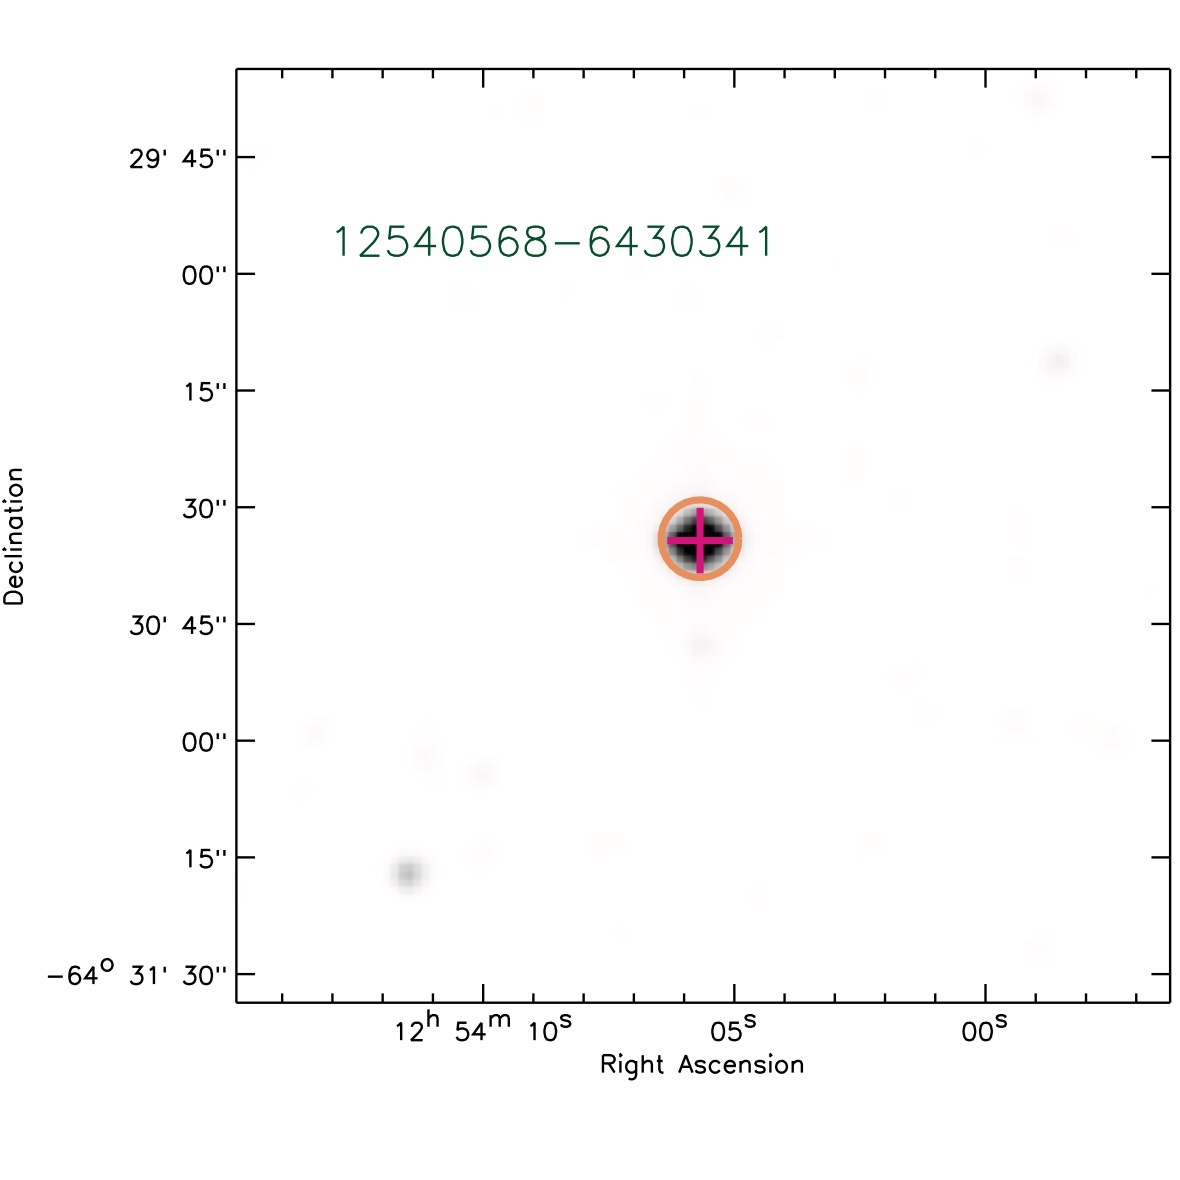 29' 45"
12540568-6430341
00"
15"
30"
Declination
30' 45"
00"
15"
-64° 31' 30"
12ʰ 54ᵐ 10ˢ 05ˢ 00ˢ
Right Ascension